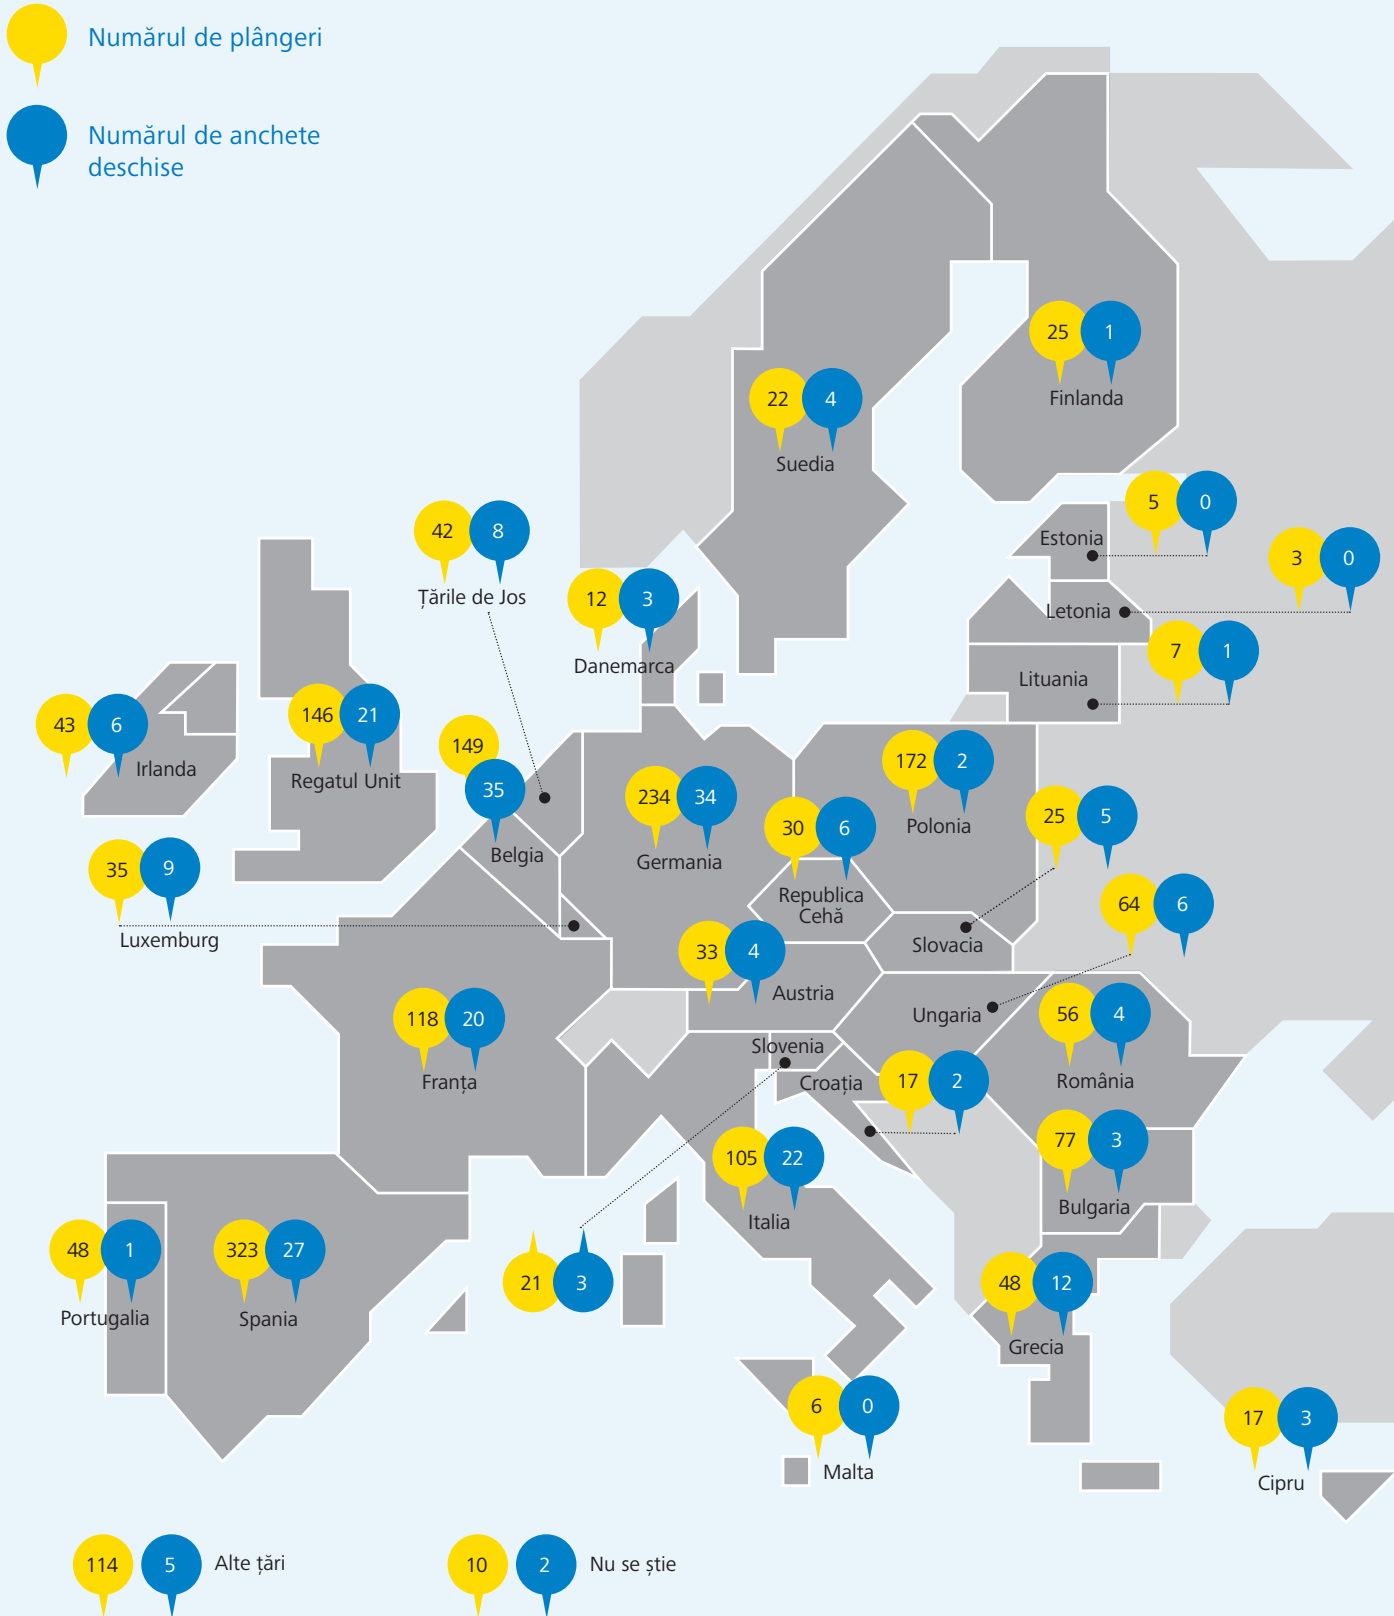 Numărul de plângeri
Numărul de anchete
deschise
25
1
Finlanda
22
4
Suedia
5
0
Estonia
42
8
Țările de Jos
3
0
Letonia
12
3
Danemarca
7
1
Lituania
43
6
Irlanda
146
21
Regatul Unit
149
35
Belgia
234
34
Germania
172
2
Polonia
30
6
Republica
Cehă
25
5
Slovacia
35
9
Luxemburg
64
6
Ungaria
33
4
Austria
118
20
Franța
56
4
România
Slovenia
Croația
17
2
77
3
Bulgaria
105
22
Italia
48
1
Portugalia
323
27
Spania
21
3
48
12
Grecia
6
0
Malta
17
3
Cipru
114
5
Alte țări
10
2
Nu se știe